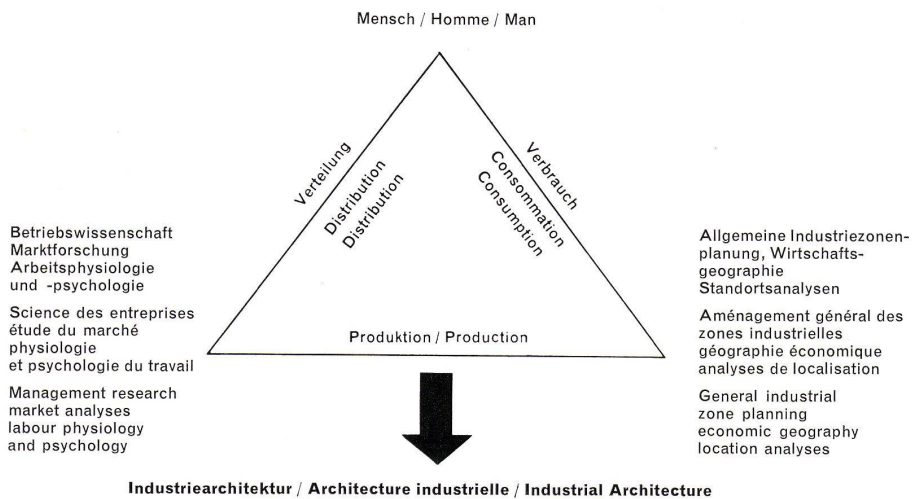 Mensch / Homme / Man
Verteilung
Distribution
Distribution
Verbrauch
Consommation
Consumption
Betriebswissenschaft
Marktforschung
Arbeitsphysiologie
und -psychologie
Science des entreprises
étude du marché
physiologie
et psychologie du travail
Management research
market analyses
labour physiology
and psychology
Produktion / Production
Allgemeine Industriezonen-
planung, Wirtschafts-
geographie
Standortsanalysen
Aménagement général des
zones industrielles
géographie économique
analyses de localisation
General industrial
zone planning
economic geography
location analyses
Industriearchitektur / Architecture industrielle / Industrial Architecture